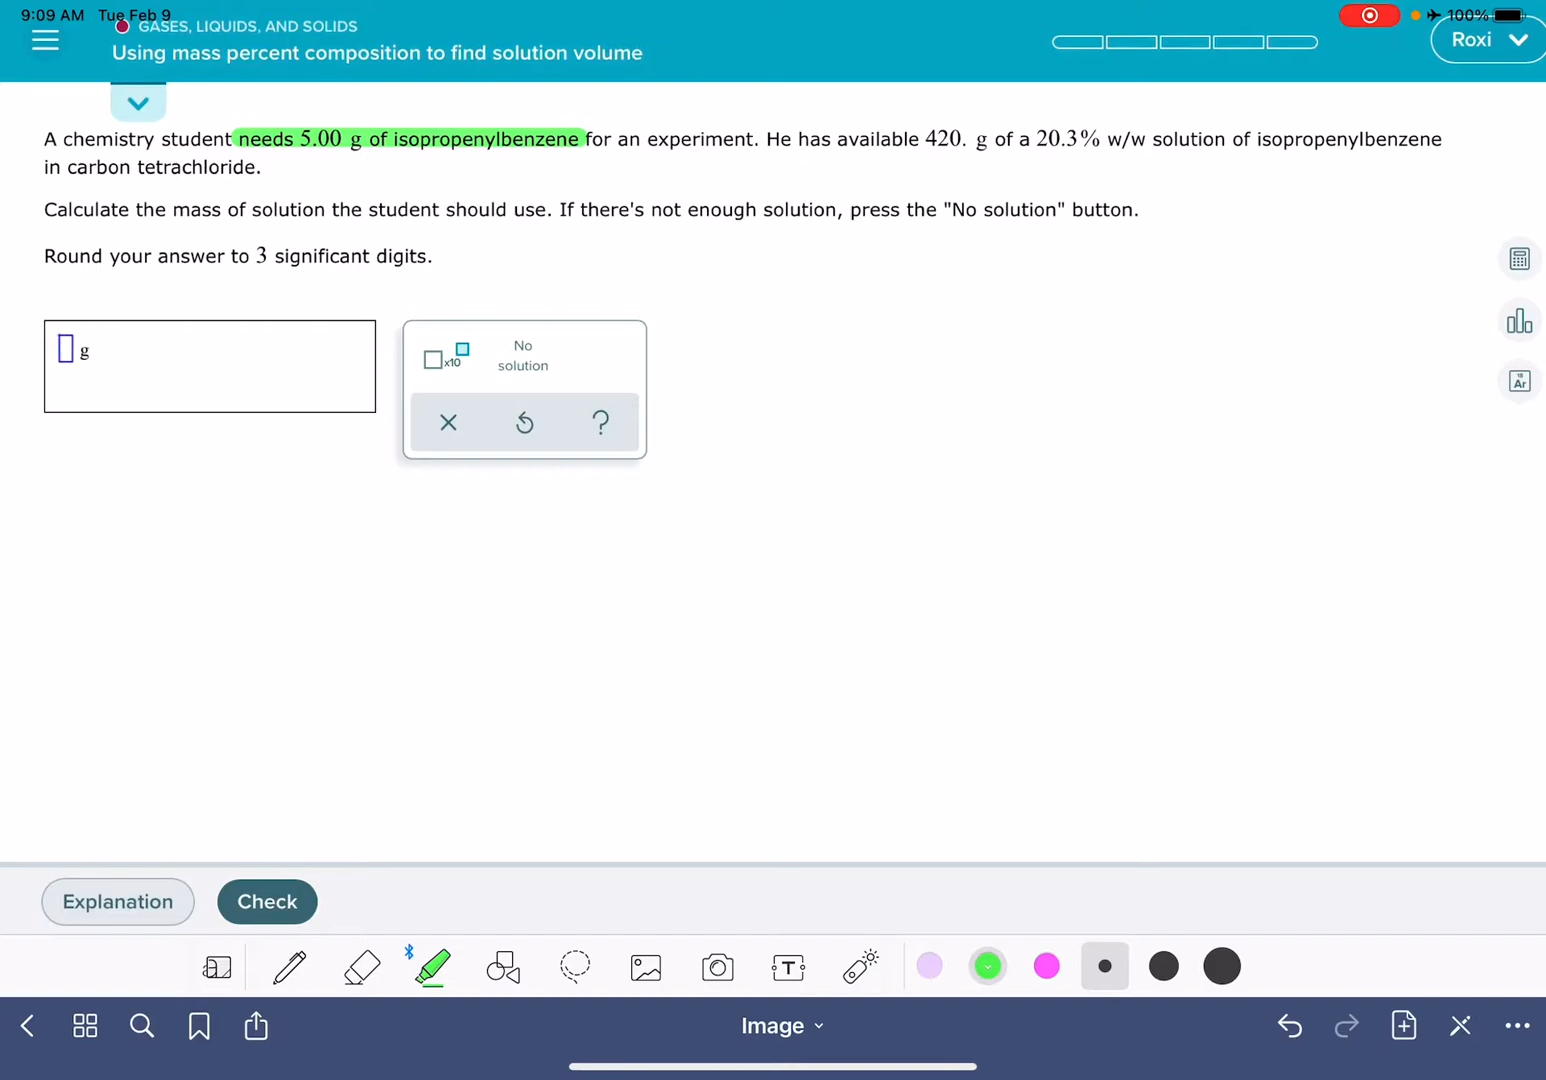 9:09 AM Tue Feb 9
100%
GASES, LIQUIDS, AND SOLIDS
Using mass percent composition to find solution volume
Roxi
A chemistry student needs 5.00 g of isopropenylbenzene for an experiment. He has available 420. g of a 20.3% w/w solution of isopropenylbenzene
in carbon tetrachloride.
Calculate the mass of solution the student should use. If there's not enough solution, press the "No solution" button.
Round your answer to 3 significant digits.
g
x10
No
solution
?
18
Ar
Explanation
Check
a
T
Image